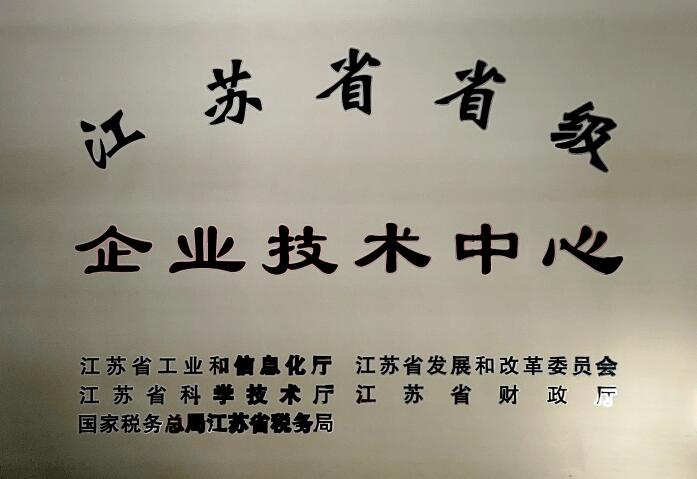 江苏省省级
企业技术中心
江苏省工业和信息化厅 江苏省发展和改革委员会
江苏省科学技术厅 江苏省财政厅
国家税务总局江苏省税务局